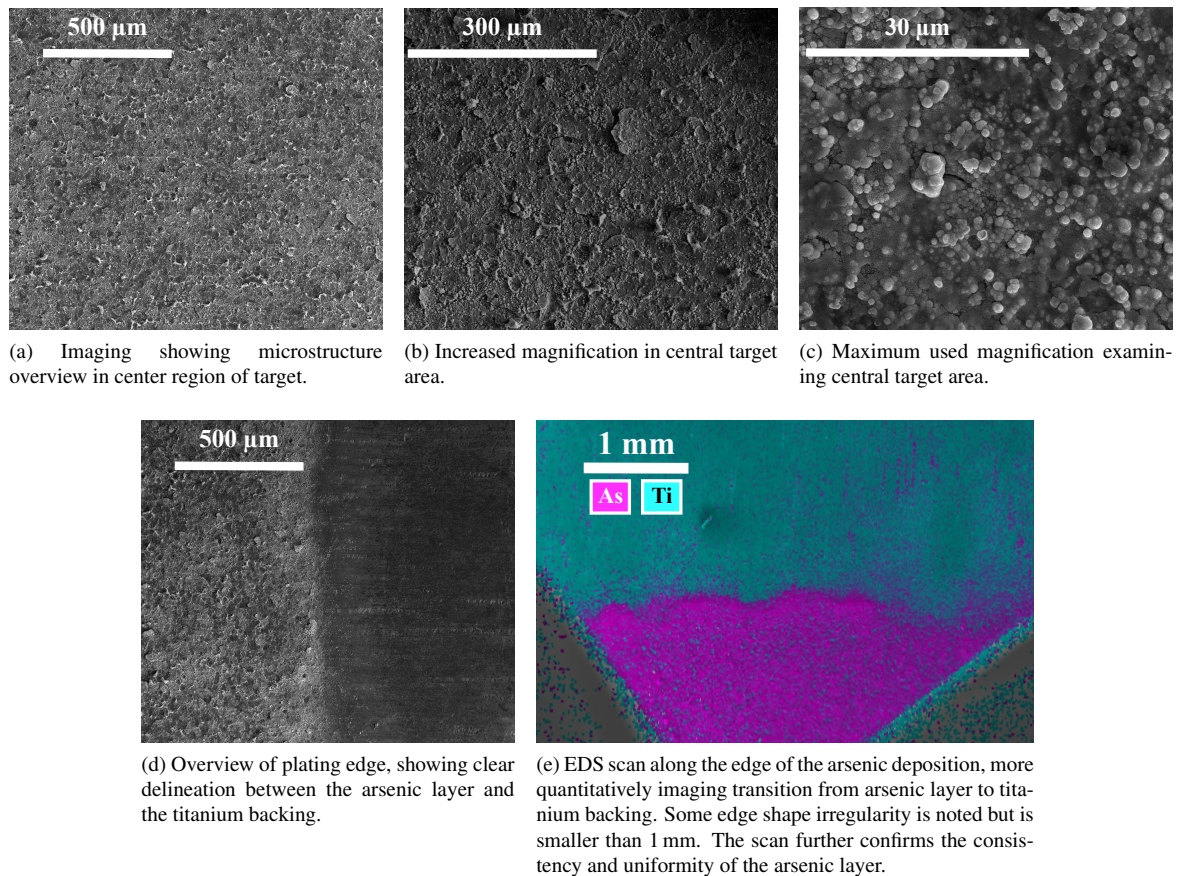 500 µm
300 µm
30 µm
(a) Imaging showing microstructure
overview in center region of target.
(b) Increased magnification in central target
area.
(c) Maximum used magnification examin-
ing central target area.
500 µm
1 mm
As Ti
(d) Overview of plating edge, showing clear
delineation between the arsenic layer and
the titanium backing.
(e) EDS scan along the edge of the arsenic deposition, more
quantitatively imaging transition from arsenic layer to tita-
nium backing. Some edge shape irregularity is noted but is
smaller than 1 mm. The scan further confirms the consis-
tency and uniformity of the arsenic layer.